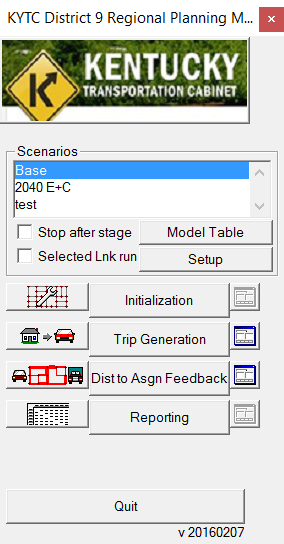 KYTC District 9 Regional Planning M...
KENTUCKY
TRANSPORTATION CABINET
Scenarios
Base
2040 E+C
test
Stop after stage
Model Table
Selected Lnk run
Setup
Initialization
Trip Generation
Dist to Asgn Feedback
Reporting
Quit
v 20160207